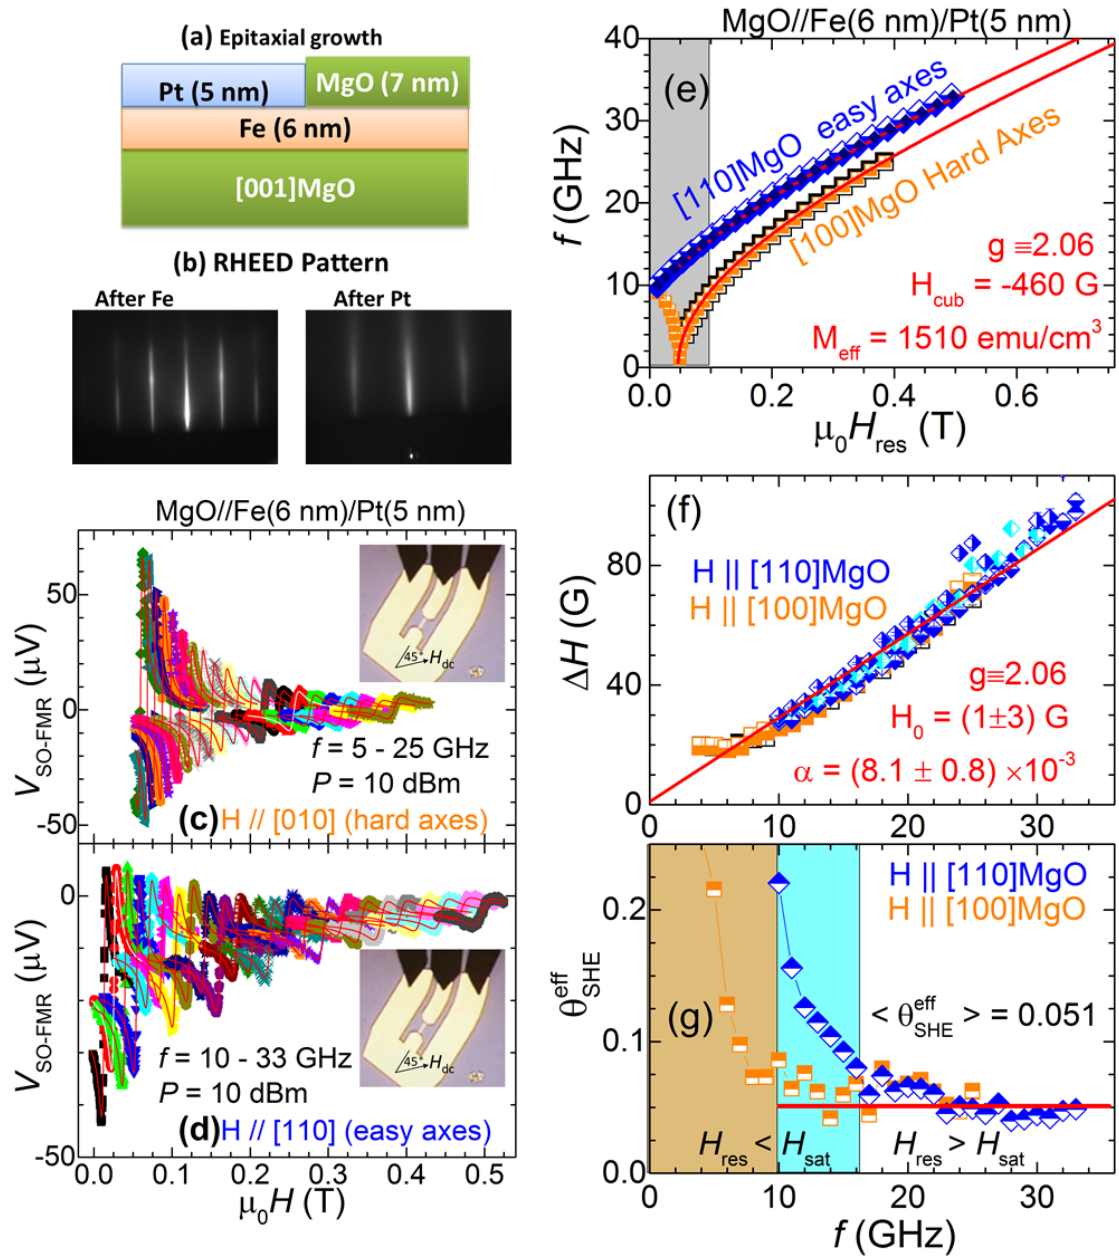 (a) Epitaxial growth
Pt (5 nm)
MgO (7 nm)
Fe (6 nm)
[001]MgO
(b) RHEED Pattern
After Fe
After Pt
MgO//Fe(6 nm)/Pt(5 nm)
50
0
-50
V_SO-FMR (μV)
45°
H_dc
f = 5 - 25 GHz
P = 10 dBm
(c) H // [010] (hard axes)
0
-50
V_SO-FMR (μV)
45°
H_dc
f = 10 - 33 GHz
P = 10 dBm
(d) H // [110] (easy axes)
0.0 0.1 0.2 0.3 0.4 0.5
μ₀H (T)
MgO//Fe(6 nm)/Pt(5 nm)
40
30
20
10
0
f (GHz)
(e)
[110]MgO easy axes
[100]MgO Hard Axes
g ≡2.06
H_cub = -460 G
M_eff = 1510 emu/cm³
0.0 0.2 0.4 0.6
μ₀H_res (T)
(f)
80
40
0
ΔH (G)
H || [110]MgO
H || [100]MgO
g≡2.06
H₀ = (1±3) G
α = (8.1 ± 0.8) ×10⁻³
0 10 20 30
0.2
0.1
0.0
θ_SHE^eff
(g)
H || [110]MgO
H || [100]MgO
< θ_SHE^eff > = 0.051
H_res < H_sat
H_res > H_sat
0 10 20 30
f (GHz)